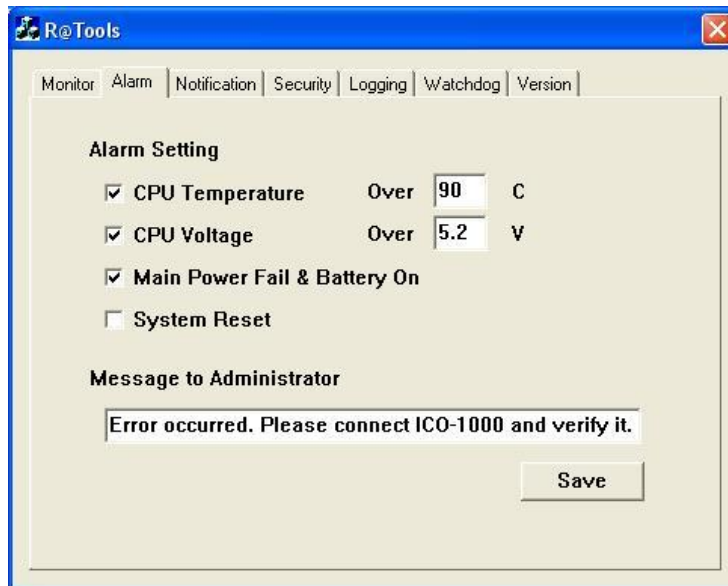 R@Tools
Monitor Alarm Notification Security Logging Watchdog Version
Alarm Setting
CPU Temperature Over 90 C
CPU Voltage Over 5.2 V
Main Power Fail & Battery On
System Reset
Message to Administrator
Error occurred. Please connect ICO-1000 and verify it.
Save